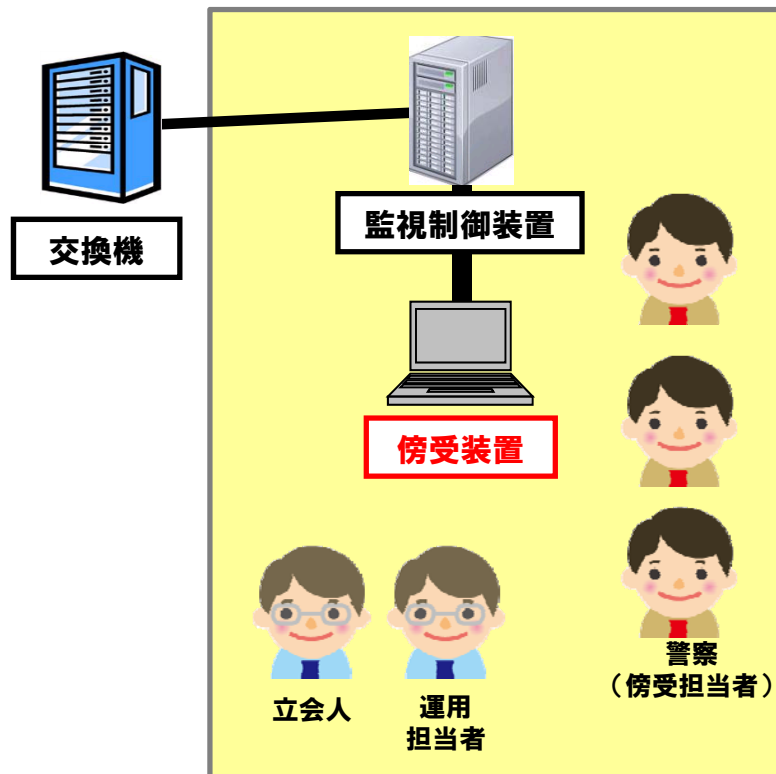 交換機
監視制御装置
傍受装置
立会人
運用
担当者
警察
（傍受担当者）